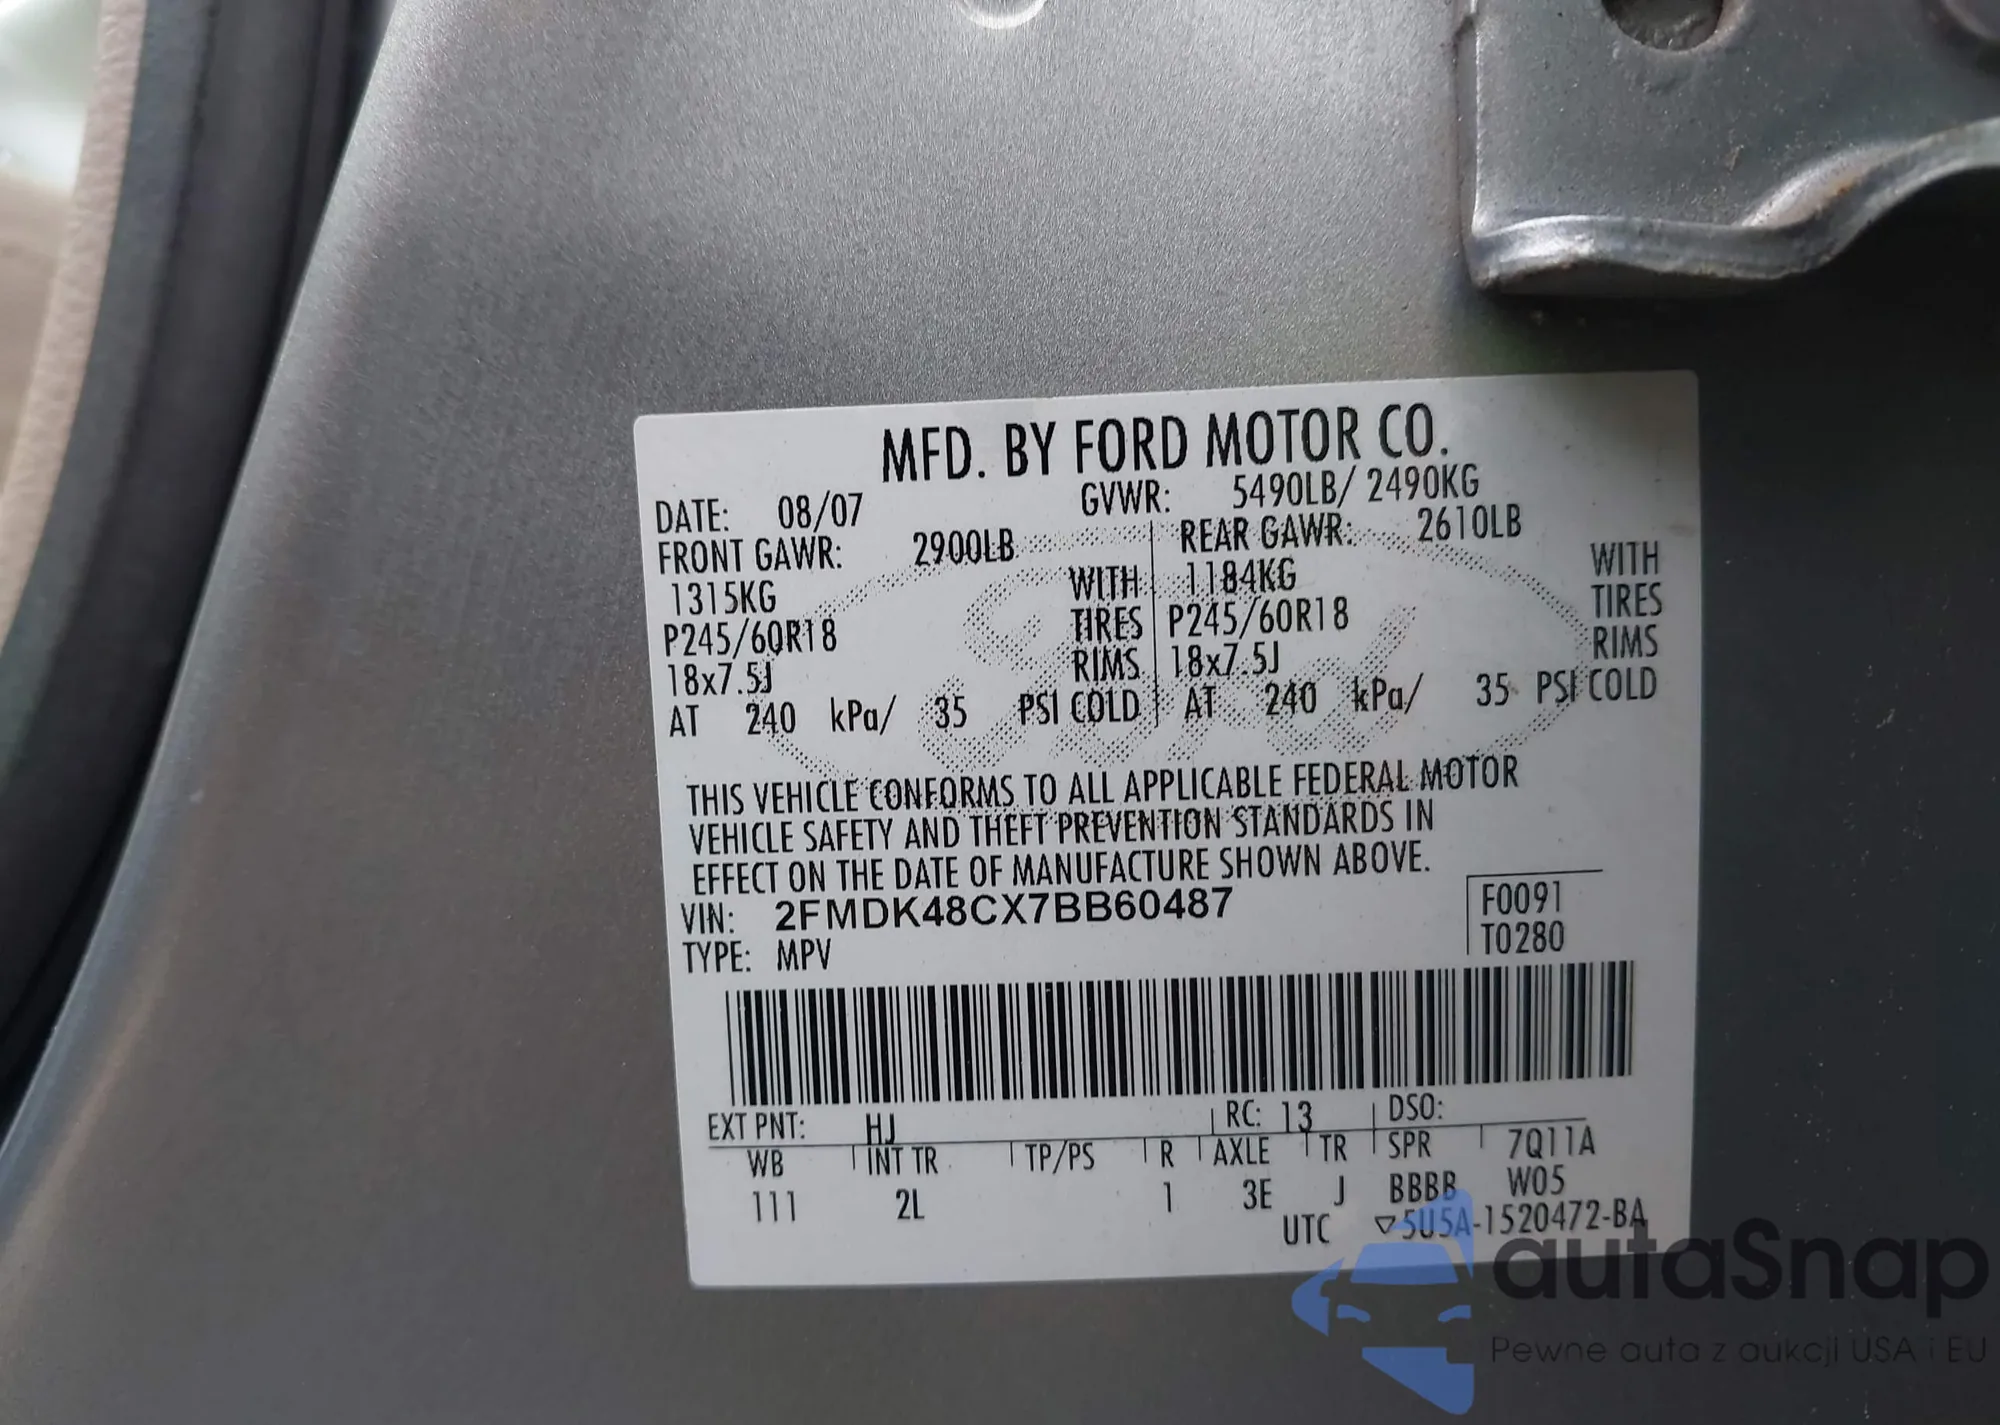 MFD. BY FORD MOTOR CO.
DATE: 08/07 GVWR: 5490LB/ 2490KG
FRONT GAWR: 2900LB REAR GAWR: 2610LB
1315KG WITH 1184KG WITH
P245/60R18 TIRES P245/60R18 TIRES
18x7.5J RIMS 18x7.5J RIMS
AT 240 kPa/ 35 PSI COLD AT 240 kPa/ 35 PSI COLD
THIS VEHICLE CONFORMS TO ALL APPLICABLE FEDERAL MOTOR
VEHICLE SAFETY AND THEFT PREVENTION STANDARDS IN
EFFECT ON THE DATE OF MANUFACTURE SHOWN ABOVE.
VIN: 2FMDK48CX7BB60487 F0091
TYPE: MPV T0280
EXT PNT: HJ RC: 13 DSO:
WB INT TR TP/PS R AXLE TR SPR 7Q11A
111 2L 1 3E J BBBB W05
UTC ▽5U5A-1520472-BA
autoSnap
Pewne auta z aukcji USA i EU